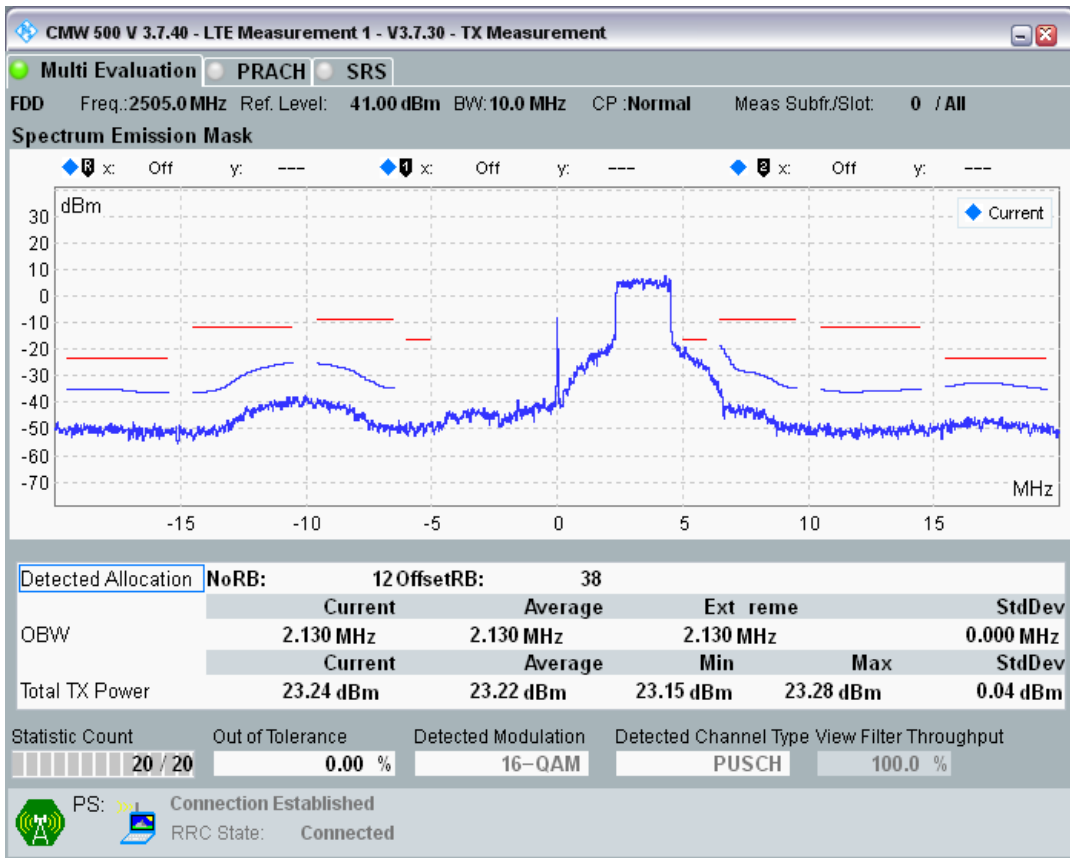 CMW 500 V 3.7.40 - LTE Measurement 1 - V3.7.30 - TX Measurement
Multi Evaluation PRACH SRS
FDD Freg.:2505.0 MHz Ref. Level: 41.00 dBm BW:10.0 MHz CP :Normal Meas Subfr./Slot: 0 / All
Spectrum Emission Mask
R x: Off y: --- 1 x: Off y: --- 2 x: Off y: ---
dBm
Current
30
20
10
0
-10
-20
-30
-40
-50
-60
-70
MHz
-15 -10 -5 0 5 10 15
Detected Allocation NoRB: 12 OffsetRB: 38
Current Average Ext reme StdDev
OBW 2.130 MHz 2.130 MHz 2.130 MHz 0.000 MHz
Current Average Min Max StdDev
Total TX Power 23.24 dBm 23.22 dBm 23.15 dBm 23.28 dBm 0.04 dBm
Statistic Count Out of Tolerance Detected Modulation Detected Channel Type View Filter Throughput
20 / 20 0.00 % 16-QAM PUSCH 100.0 %
PS: Connection Established
RRC State: Connected